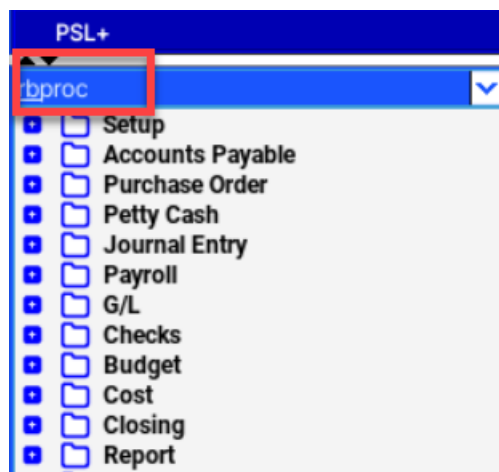 PSL+
rbproc
Setup
Accounts Payable
Purchase Order
Petty Cash
Journal Entry
Payroll
G/L
Checks
Budget
Cost
Closing
Report